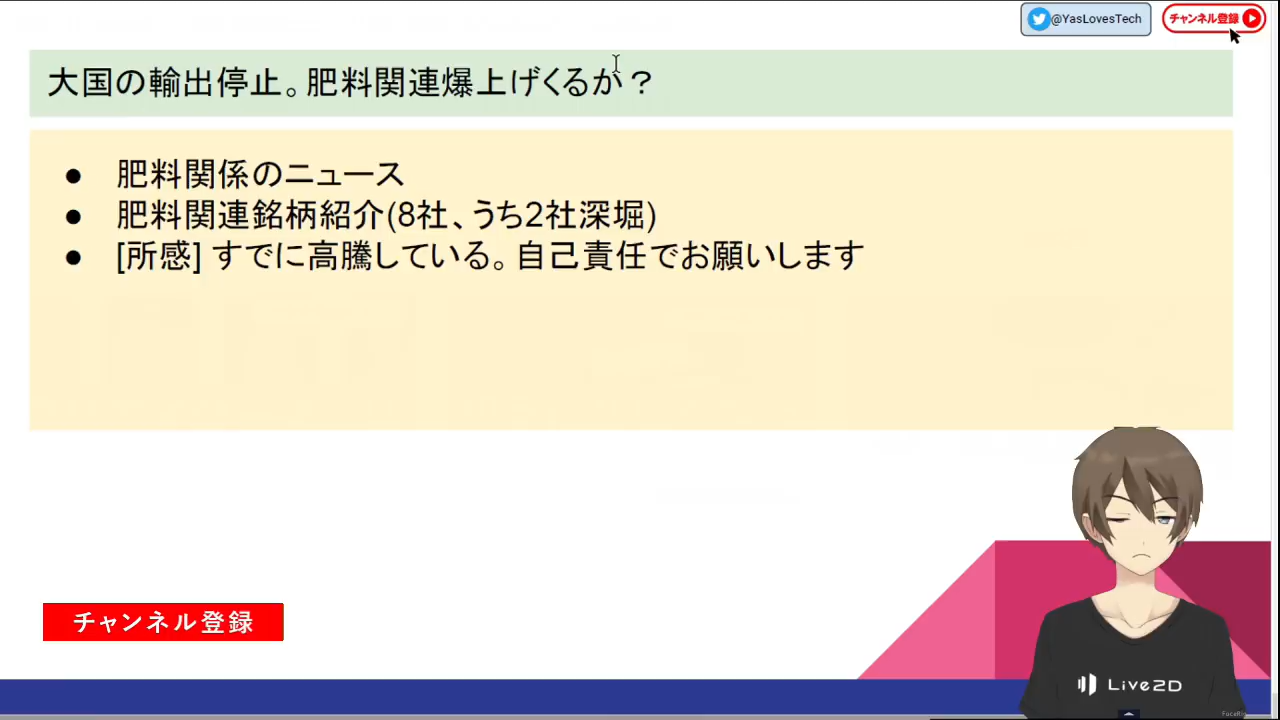 @YasLovesTech
チャンネル登録
大国の輸出停止。肥料関連爆上げくるか？
● 肥料関係のニュース
● 肥料関連銘柄紹介(8社、うち2社深堀)
● [所感] すでに高騰している。自己責任でお願いします
チャンネル登録
Live2D
FaceRig